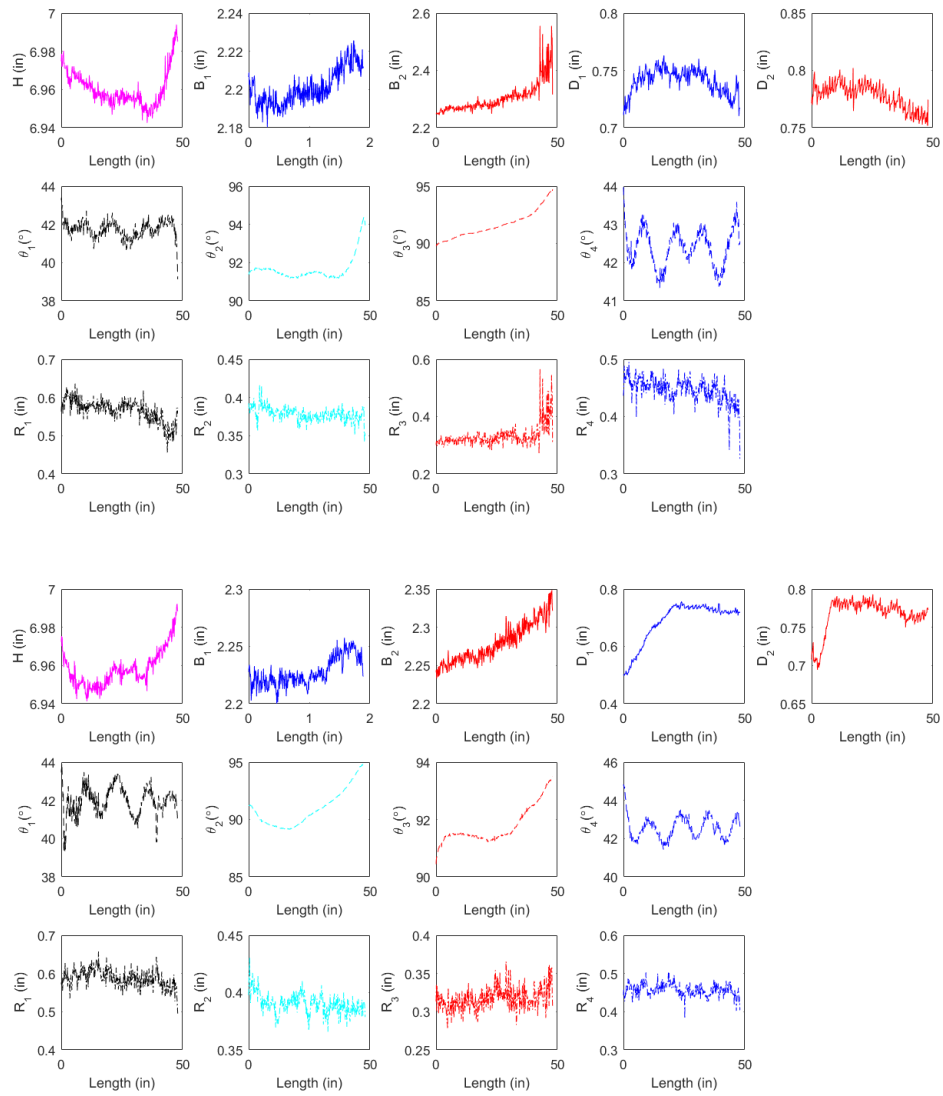 H (in)
7
6.98
6.96
6.94
0 50
Length (in)
B1 (in)
2.24
2.22
2.2
2.18
0 1 2
Length (in)
B2 (in)
2.6
2.4
2.2
0 50
Length (in)
D1 (in)
0.8
0.75
0.7
0 50
Length (in)
D2 (in)
0.85
0.8
0.75
0 50
Length (in)
θ1(°)
44
42
40
38
0 50
Length (in)
θ2(°)
96
94
92
90
0 50
Length (in)
θ3(°)
95
90
85
0 50
Length (in)
θ4(°)
44
43
42
41
0 50
Length (in)
R1 (in)
0.7
0.6
0.5
0.4
0 50
Length (in)
R2 (in)
0.45
0.4
0.35
0.3
0 50
Length (in)
R3 (in)
0.6
0.4
0.2
0 50
Length (in)
R4 (in)
0.5
0.4
0.3
0 50
Length (in)
H (in)
7
6.98
6.96
6.94
0 50
Length (in)
B1 (in)
2.3
2.25
2.2
0 1 2
Length (in)
B2 (in)
2.35
2.3
2.25
2.2
0 50
Length (in)
D1 (in)
0.8
0.6
0.4
0 50
Length (in)
D2 (in)
0.8
0.7
0.65
0 50
Length (in)
θ1(°)
44
42
40
38
0 50
Length (in)
θ2(°)
95
90
85
0 50
Length (in)
θ3(°)
94
92
90
0 50
Length (in)
θ4(°)
46
44
42
40
0 50
Length (in)
R1 (in)
0.7
0.6
0.5
0.4
0 50
Length (in)
R2 (in)
0.45
0.4
0.35
0 50
Length (in)
R3 (in)
0.4
0.35
0.3
0.25
0 50
Length (in)
R4 (in)
0.6
0.5
0.4
0.3
0 50
Length (in)